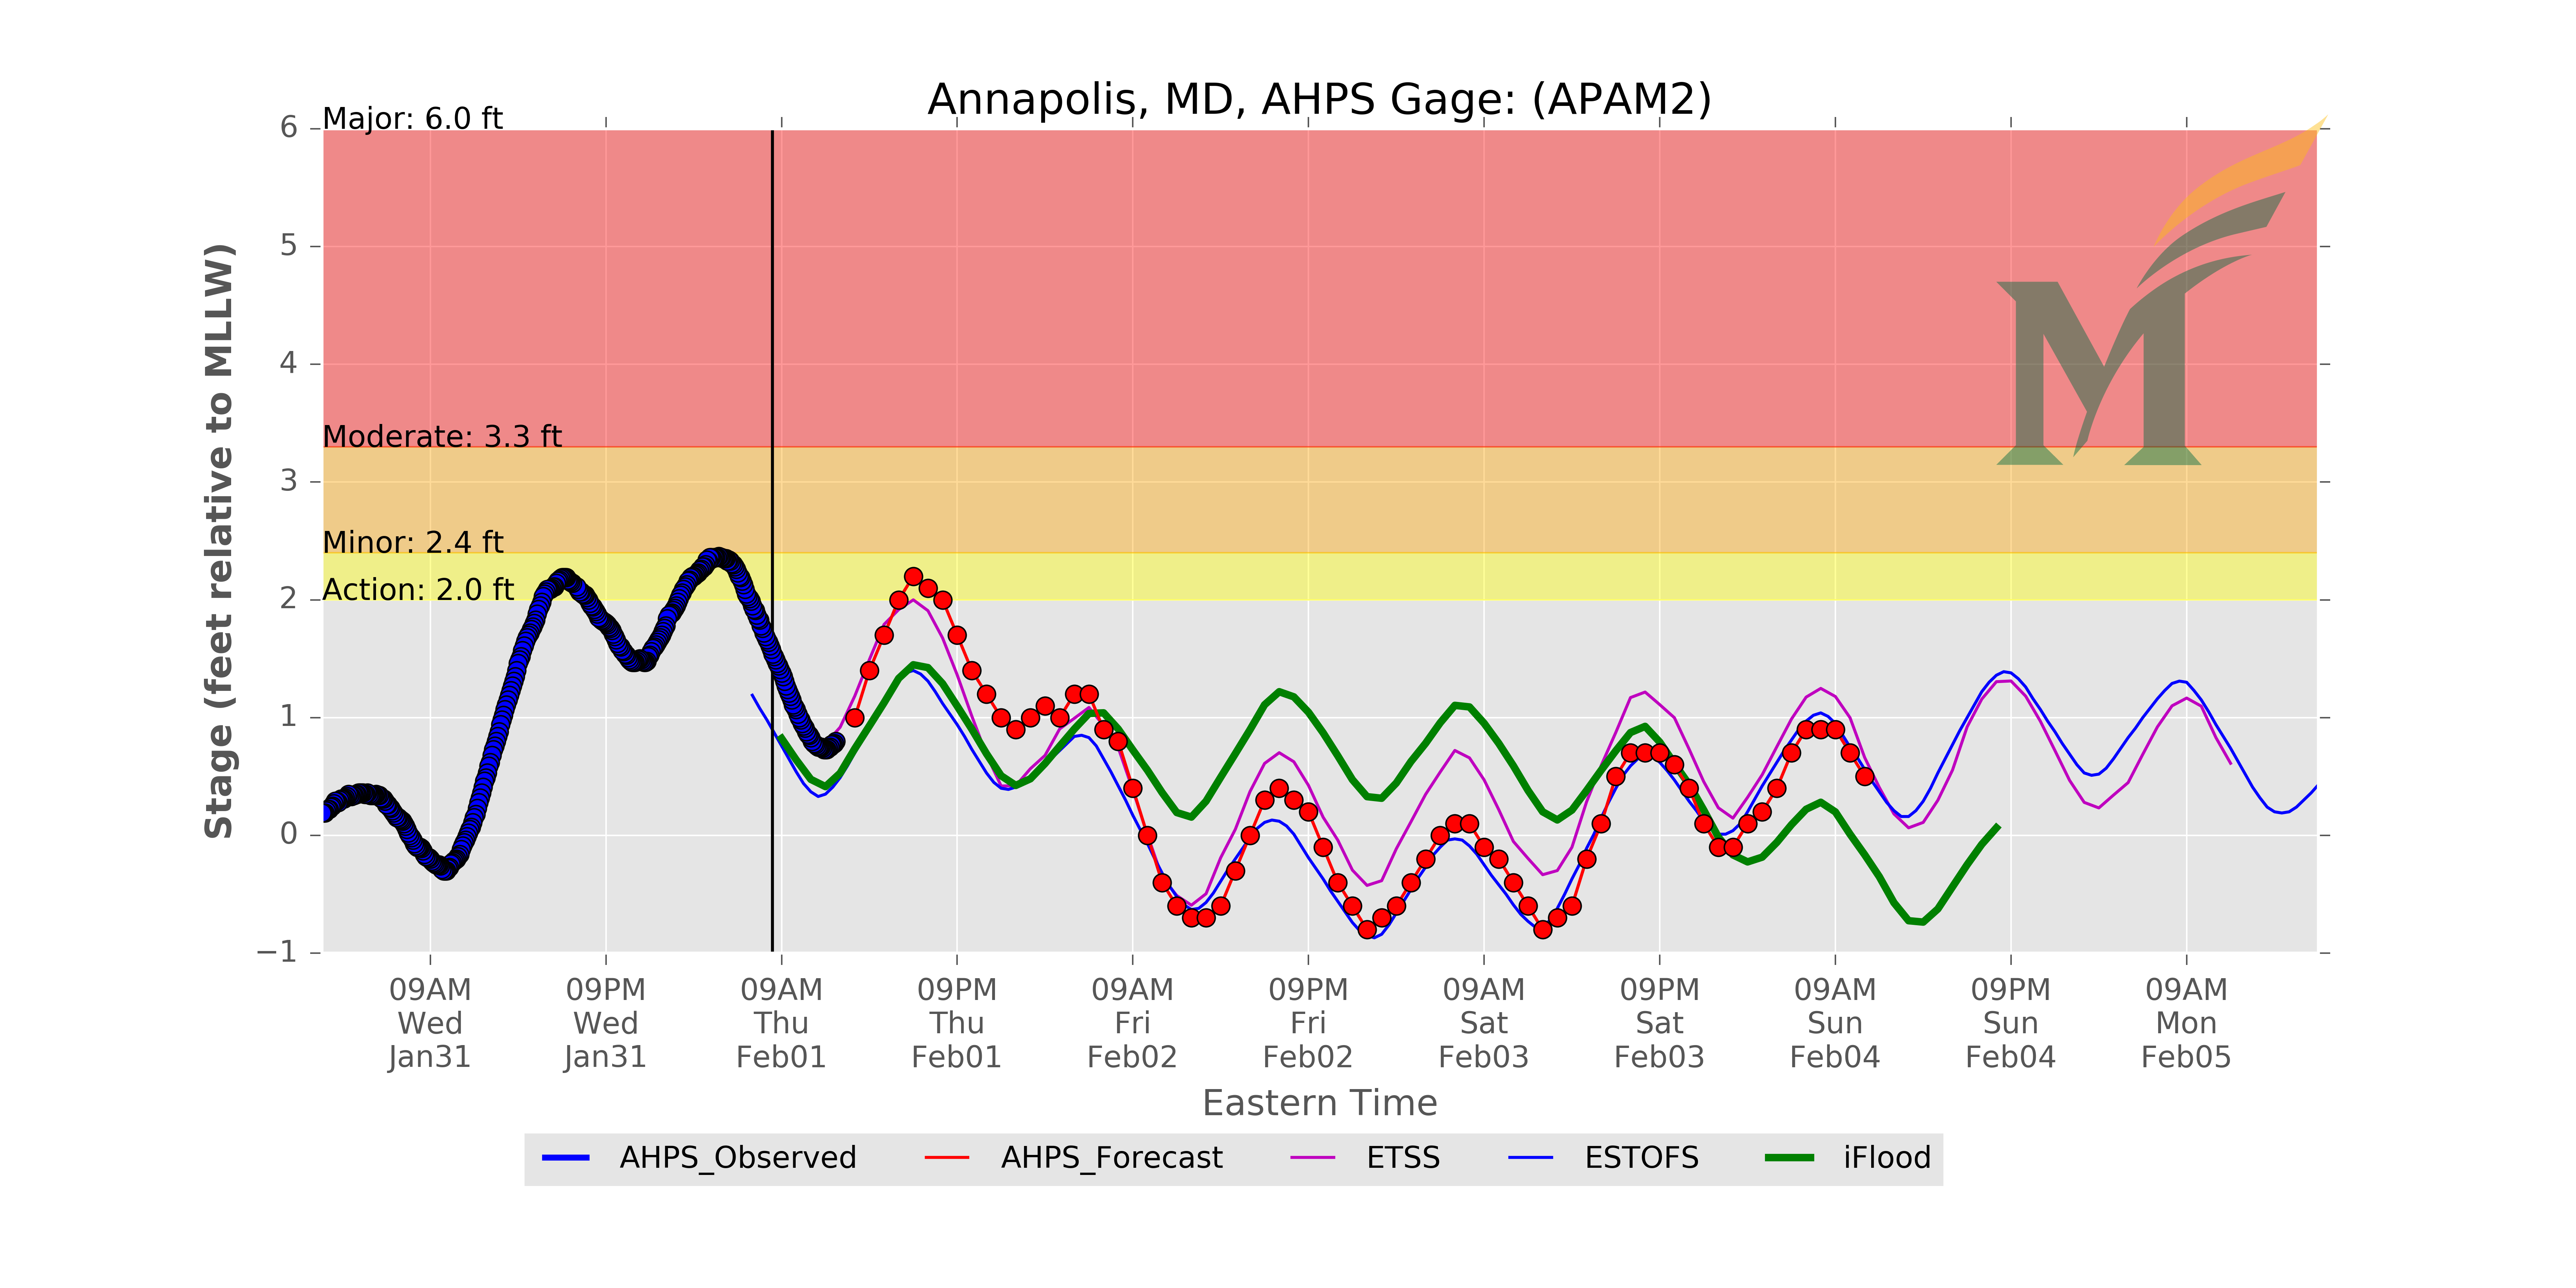 Annapolis, MD, AHPS Gage: (APAM2)
Major: 6.0 ft
Moderate: 3.3 ft
Minor: 2.4 ft
Action: 2.0 ft
Stage (feet relative to MLLW)
6
5
4
3
2
1
0
−1
09AM 09PM 09AM 09PM 09AM 09PM 09AM 09PM 09AM 09PM 09AM
Wed Wed Thu Thu Fri Fri Sat Sat Sun Sun Mon
Jan31 Jan31 Feb01 Feb01 Feb02 Feb02 Feb03 Feb03 Feb04 Feb04 Feb05
Eastern Time
AHPS_Observed AHPS_Forecast ETSS ESTOFS iFlood
M